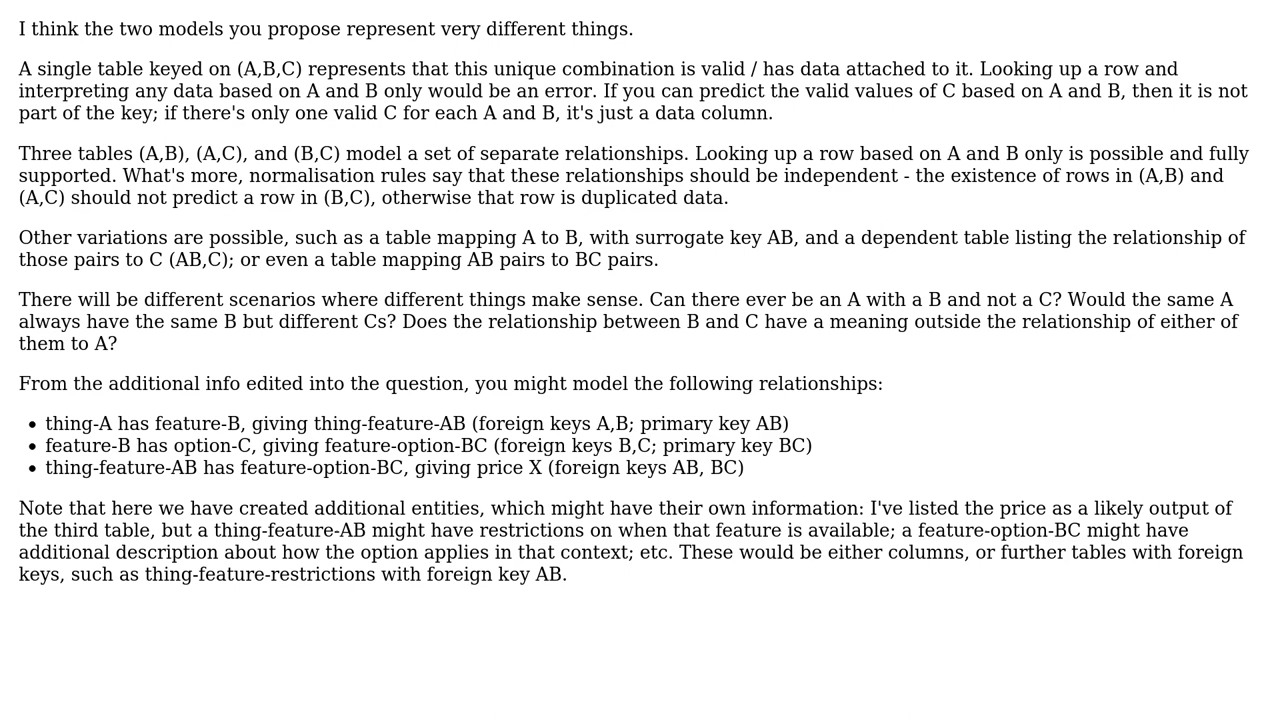 I think the two models you propose represent very different things.
A single table keyed on (A,B,C) represents that this unique combination is valid / has data attached to it. Looking up a row and
interpreting any data based on A and B only would be an error. If you can predict the valid values of C based on A and B, then it is not
part of the key; if there's only one valid C for each A and B, it's just a data column.
Three tables (A,B), (A,C), and (B,C) model a set of separate relationships. Looking up a row based on A and B only is possible and fully
supported. What's more, normalisation rules say that these relationships should be independent - the existence of rows in (A,B) and
(A,C) should not predict a row in (B,C), otherwise that row is duplicated data.
Other variations are possible, such as a table mapping A to B, with surrogate key AB, and a dependent table listing the relationship of
those pairs to C (AB,C); or even a table mapping AB pairs to BC pairs.
There will be different scenarios where different things make sense. Can there ever be an A with a B and not a C? Would the same A
always have the same B but different Cs? Does the relationship between B and C have a meaning outside the relationship of either of
them to A?
From the additional info edited into the question, you might model the following relationships:
• thing-A has feature-B, giving thing-feature-AB (foreign keys A,B; primary key AB)
• feature-B has option-C, giving feature-option-BC (foreign keys B,C; primary key BC)
• thing-feature-AB has feature-option-BC, giving price X (foreign keys AB, BC)
Note that here we have created additional entities, which might have their own information: I've listed the price as a likely output of
the third table, but a thing-feature-AB might have restrictions on when that feature is available; a feature-option-BC might have
additional description about how the option applies in that context; etc. These would be either columns, or further tables with foreign
keys, such as thing-feature-restrictions with foreign key AB.